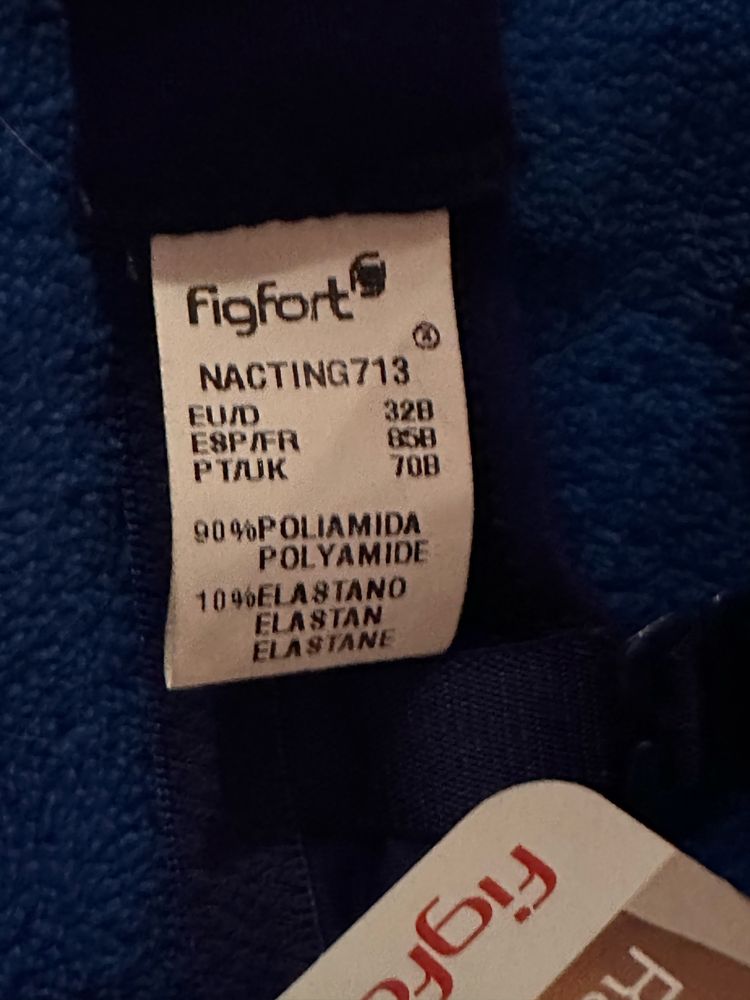 figfort
NACTING713
EU/D 32B
ESP/FR 85B
PT/UK 70B
90%POLIAMIDA
POLYAMIDE
10%ELASTANO
ELASTAN
ELASTANE
figfo